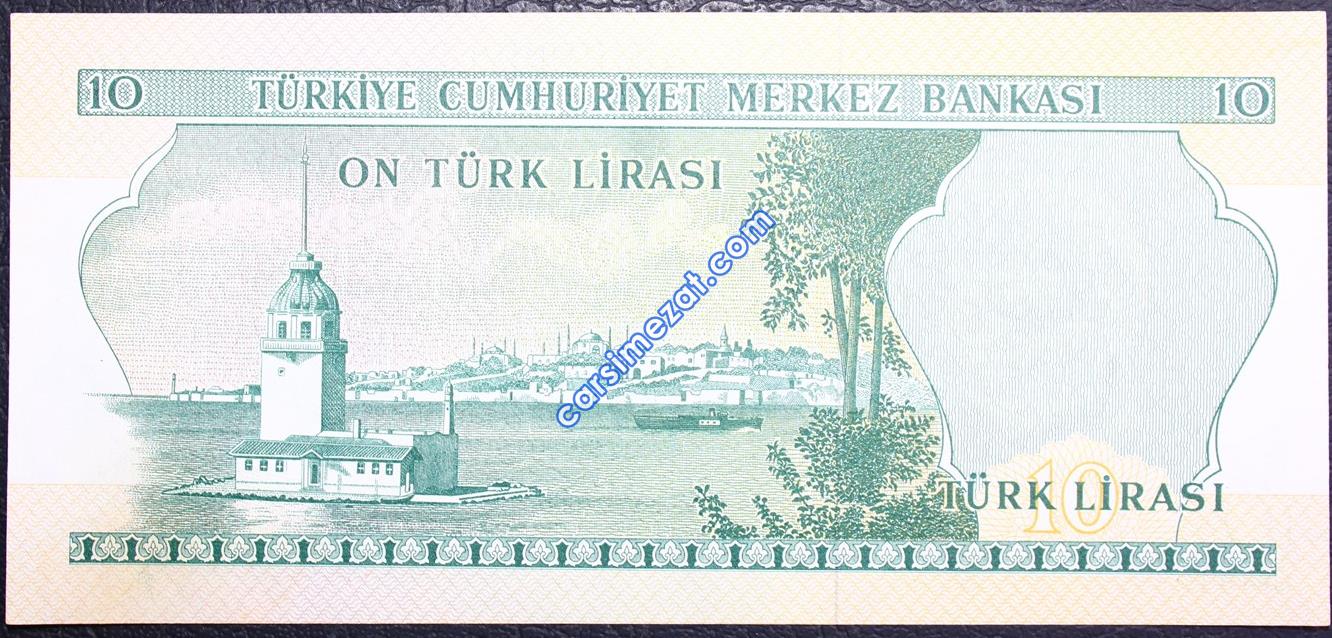 10 TÜRKİYE CUMHURİYET MERKEZ BANKASI 10
ON TÜRK LİRASI
carsimezat.com
10
TÜRK LİRASI